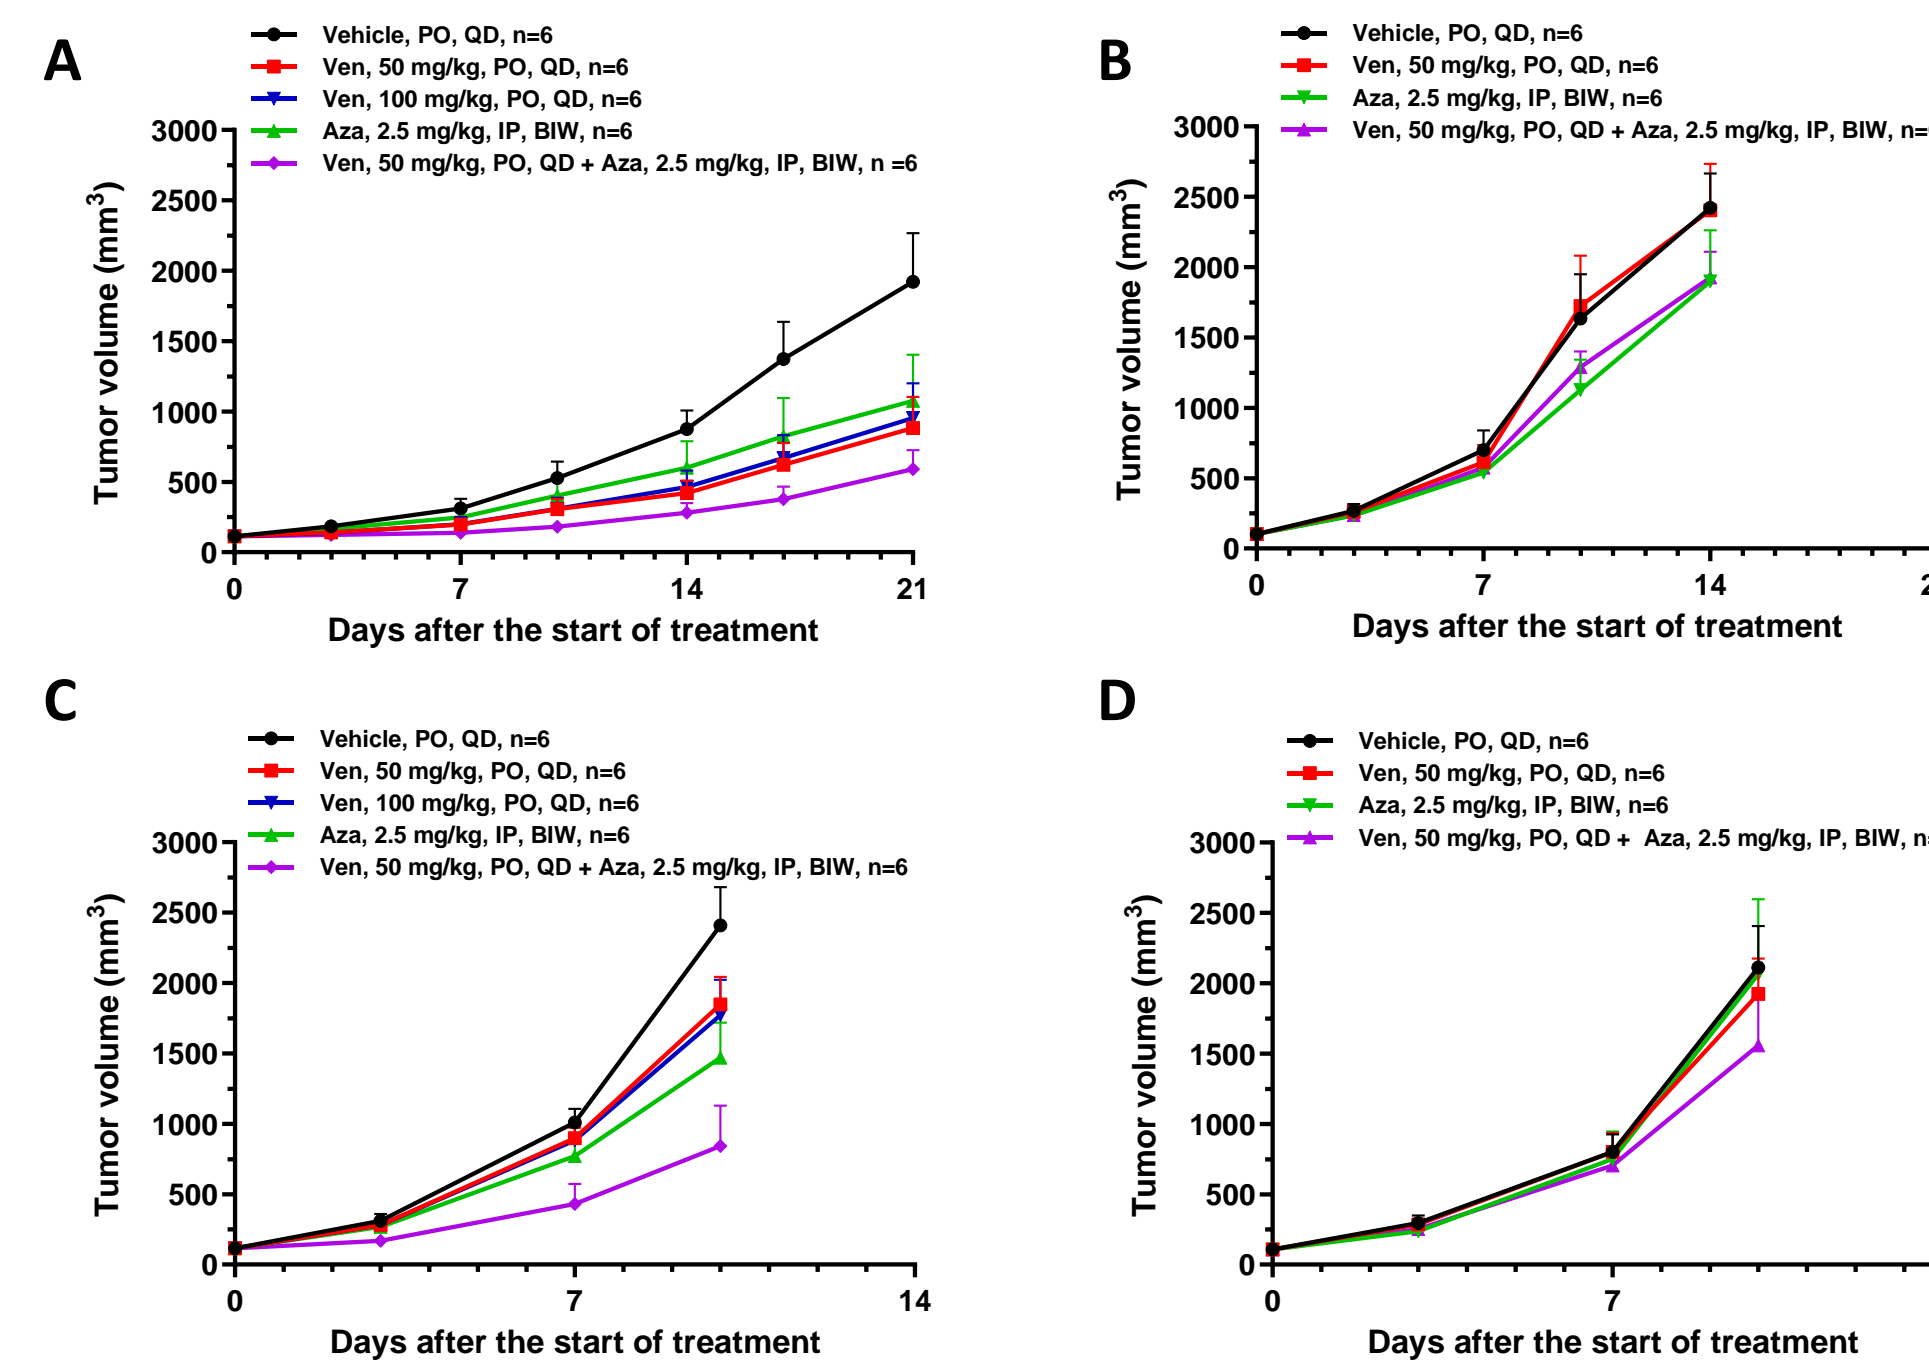 A
Vehicle, PO, QD, n=6
Ven, 50 mg/kg, PO, QD, n=6
Ven, 100 mg/kg, PO, QD, n=6
Aza, 2.5 mg/kg, IP, BIW, n=6
Ven, 50 mg/kg, PO, QD + Aza, 2.5 mg/kg, IP, BIW, n =6
3000
2500
2000
1500
1000
500
0
Tumor volume (mm³)
0 7 14 21
Days after the start of treatment
B
Vehicle, PO, QD, n=6
Ven, 50 mg/kg, PO, QD, n=6
Aza, 2.5 mg/kg, IP, BIW, n=6
Ven, 50 mg/kg, PO, QD + Aza, 2.5 mg/kg, IP, BIW, n=
3000
2500
2000
1500
1000
500
0
Tumor volume (mm³)
0 7 14
Days after the start of treatment
C
Vehicle, PO, QD, n=6
Ven, 50 mg/kg, PO, QD, n=6
Ven, 100 mg/kg, PO, QD, n=6
Aza, 2.5 mg/kg, IP, BIW, n=6
Ven, 50 mg/kg, PO, QD + Aza, 2.5 mg/kg, IP, BIW, n=6
3000
2500
2000
1500
1000
500
0
Tumor volume (mm³)
0 7 14
Days after the start of treatment
D
Vehicle, PO, QD, n=6
Ven, 50 mg/kg, PO, QD, n=6
Aza, 2.5 mg/kg, IP, BIW, n=6
Ven, 50 mg/kg, PO, QD + Aza, 2.5 mg/kg, IP, BIW, n
3000
2500
2000
1500
1000
500
0
Tumor volume (mm³)
0 7
Days after the start of treatment